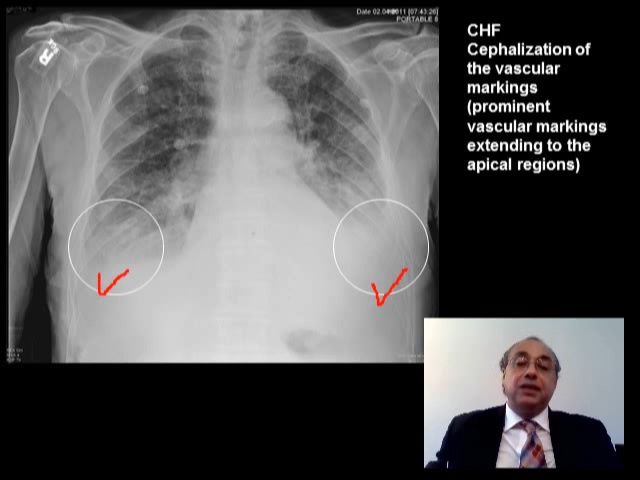 PORTABLE
CHF
Cephalization of
the vascular
markings
(prominent
vascular markings
extending to the
apical regions)